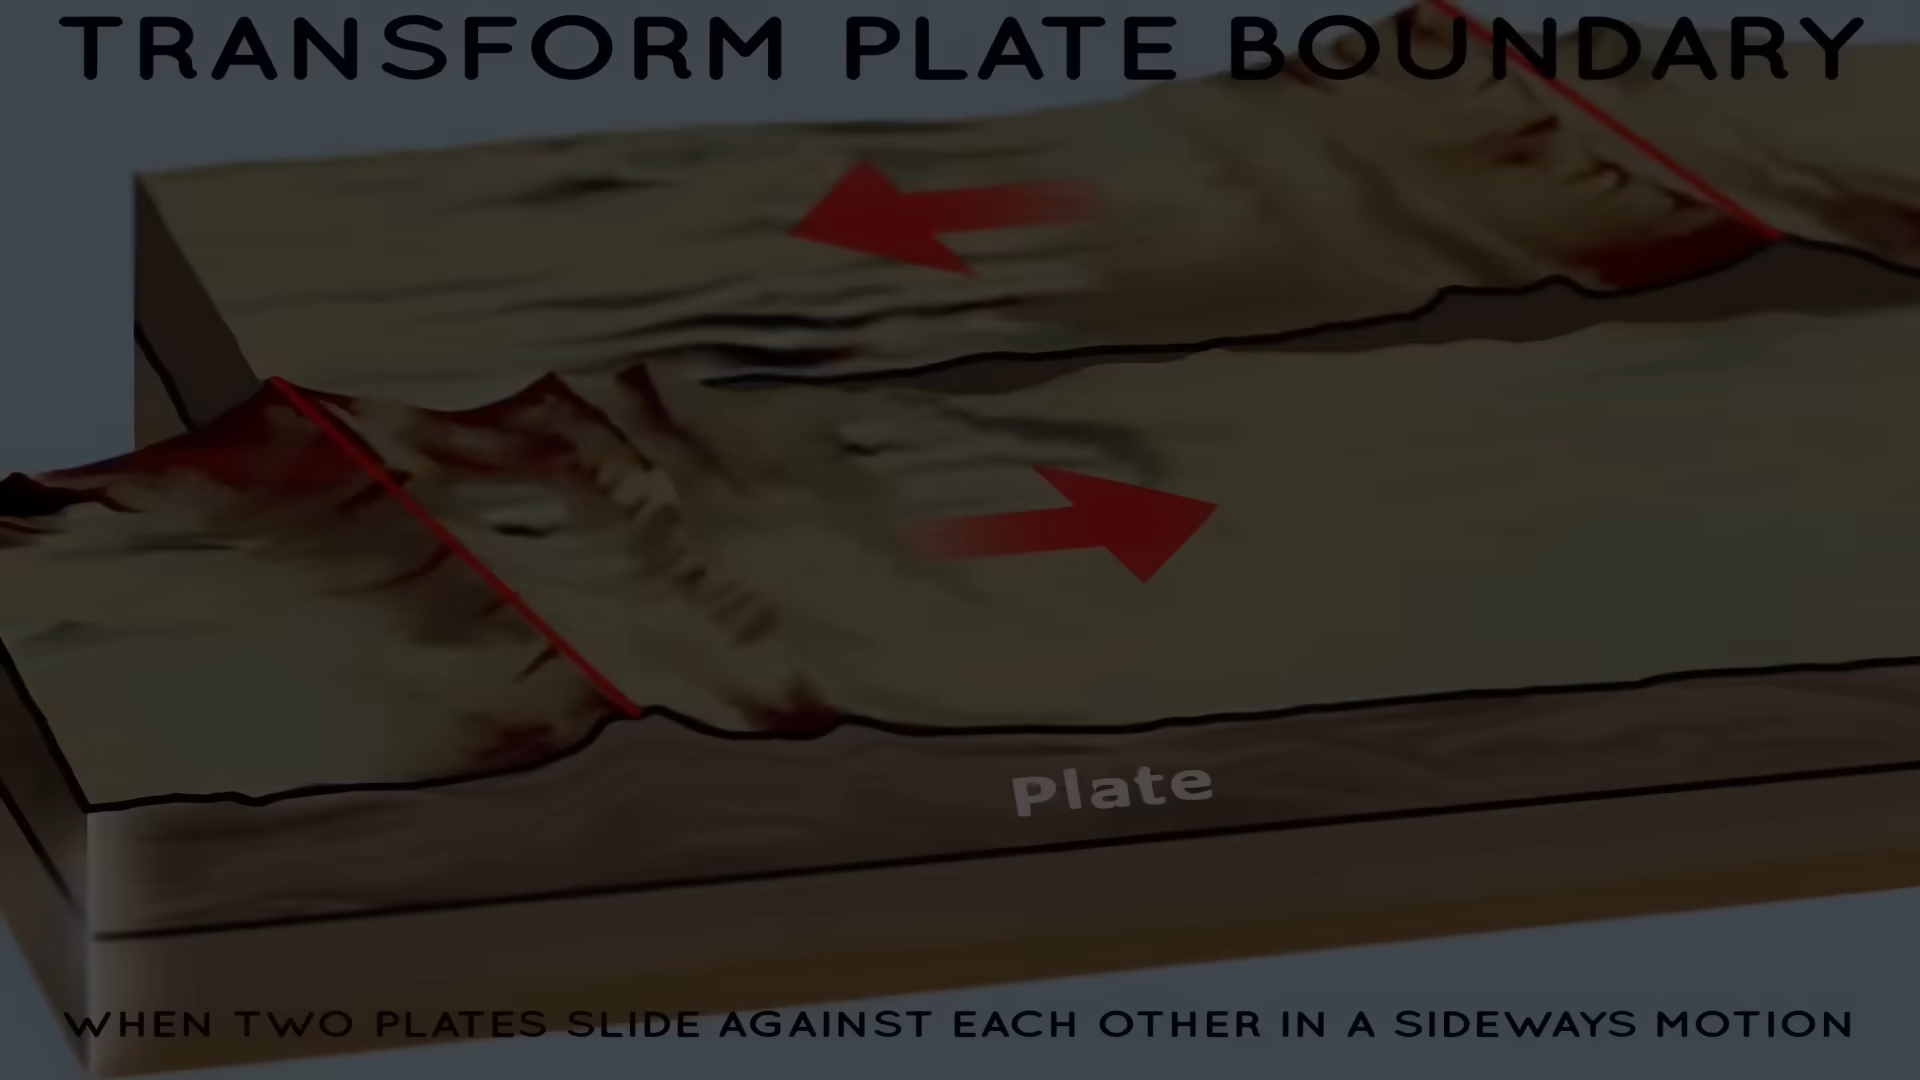 TRANSFORM PLATE BOUNDARY
Plate
WHEN TWO PLATES SLIDE AGAINST EACH OTHER IN A SIDEWAYS MOTION